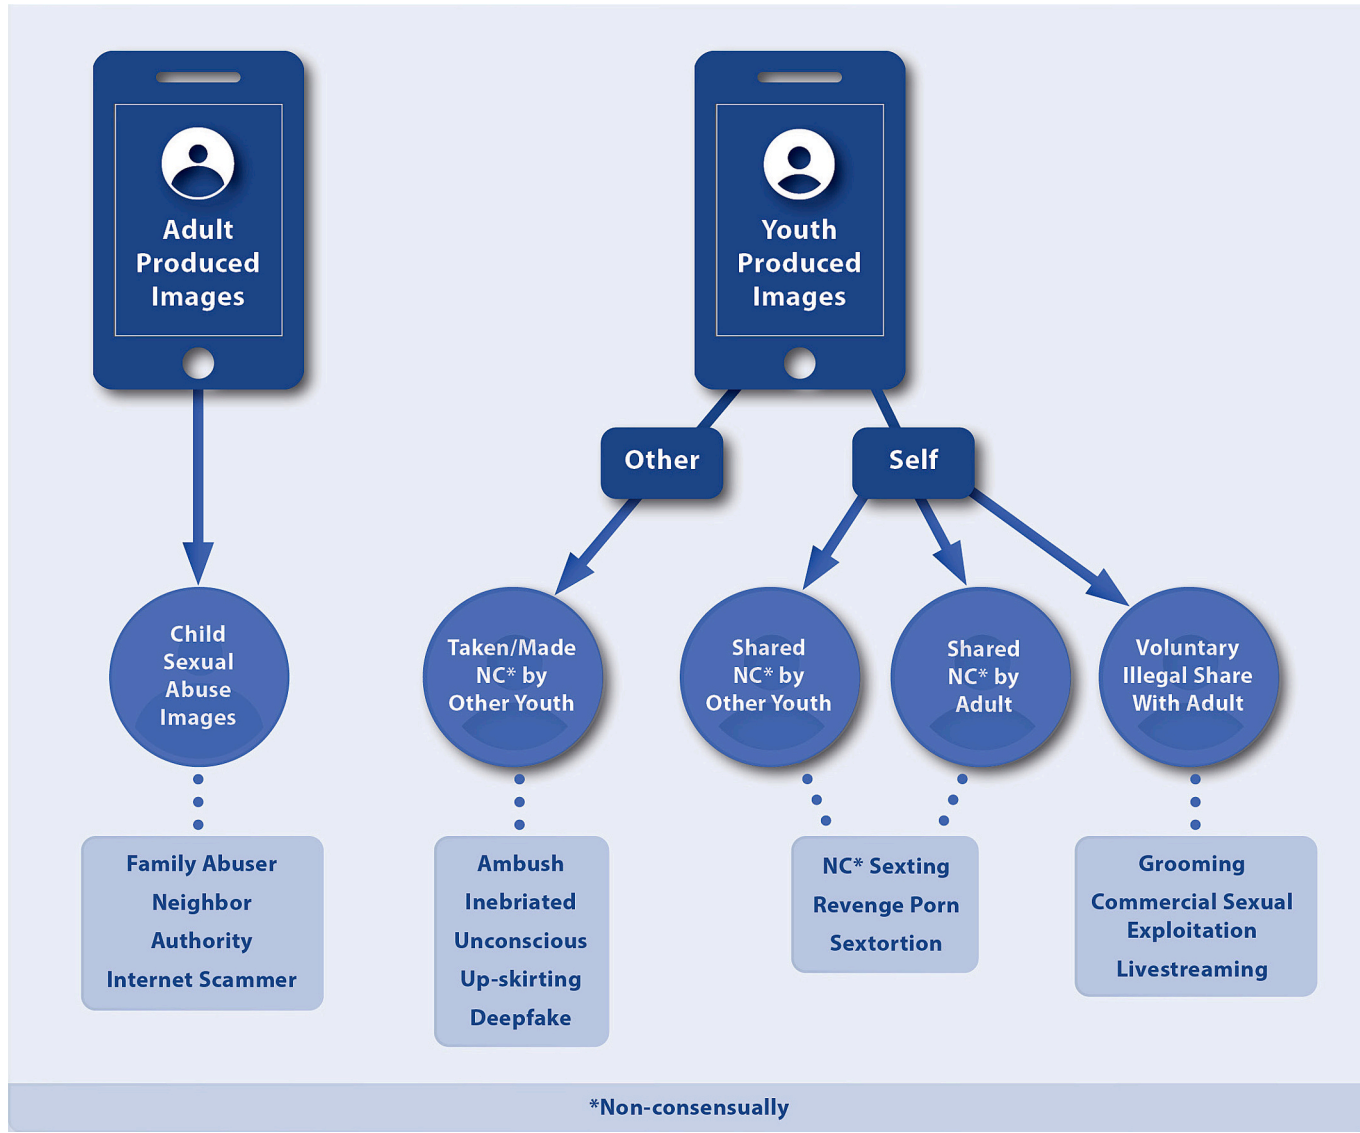 Adult
Produced
Images
Youth
Produced
Images
Other
Self
Child
Sexual
Abuse
Images
Taken/Made
NC* by
Other Youth
Shared
NC* by
Other Youth
Shared
NC* by
Adult
Voluntary
Illegal Share
With Adult
Family Abuser
Neighbor
Authority
Internet Scammer
Ambush
Inebriated
Unconscious
Up-skirting
Deepfake
NC* Sexting
Revenge Porn
Sextortion
Grooming
Commercial Sexual
Exploitation
Livestreaming
*Non-consensually